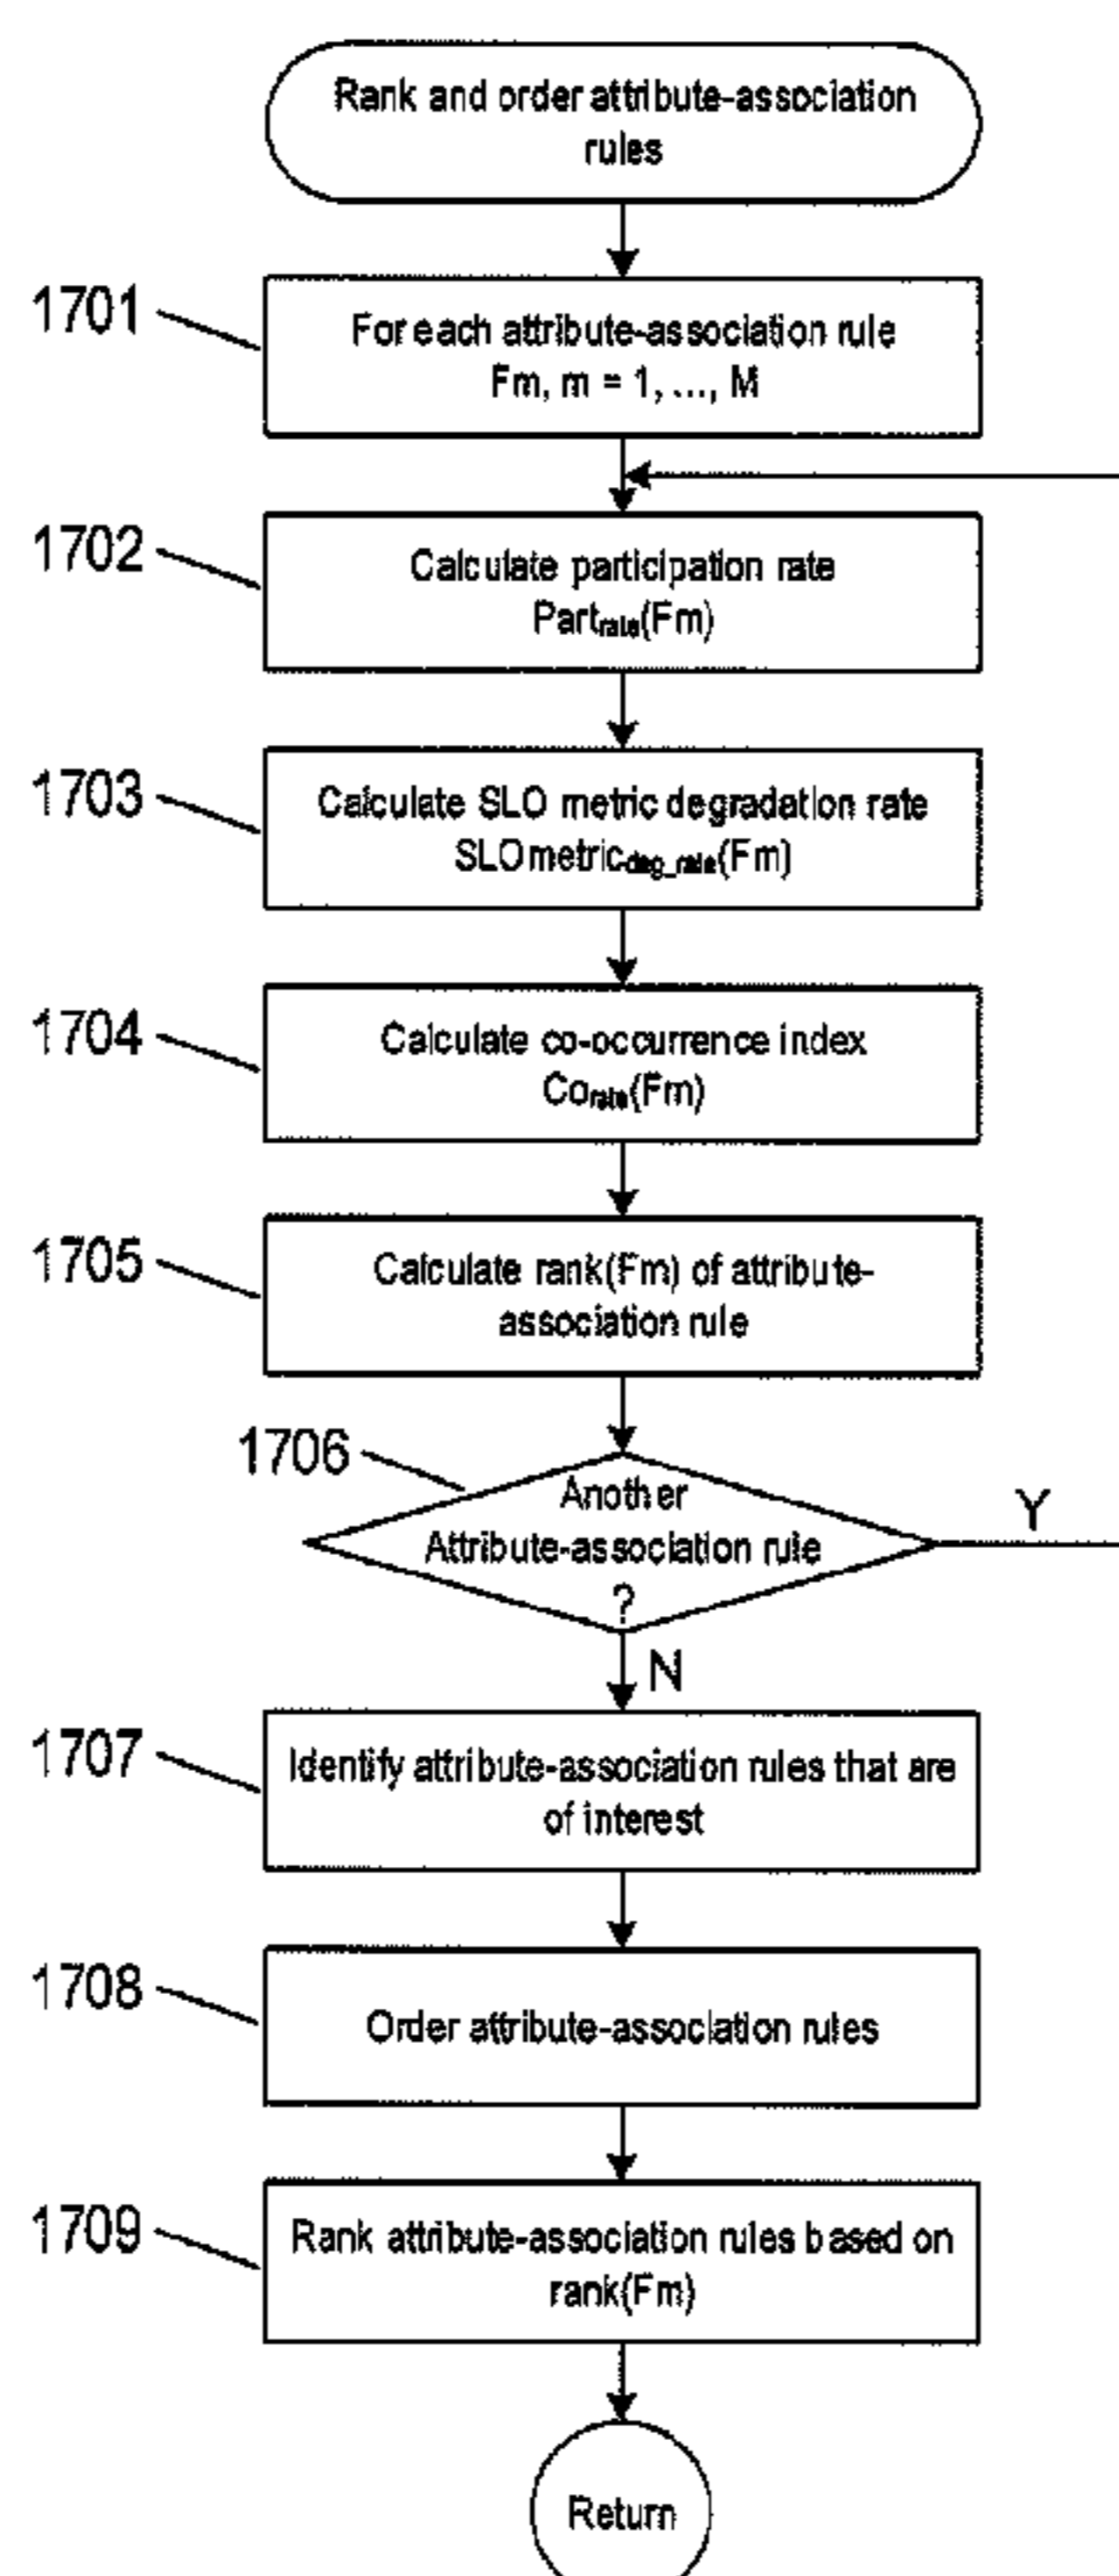 Rank and order attribute-association
rules
1701
For each attribute-association rule
Fm, m = 1, ..., M
1702
Calculate participation rate
Partrate(Fm)
1703
Calculate SLO metric degradation rate
SLOmetricdeg_rate(Fm)
1704
Calculate co-occurrence index
Corate(Fm)
1705
Calculate rank(Fm) of attribute-
association rule
1706
Another
Attribute-association rule
?
Y
N
1707
Identify attribute-association rules that are
of interest
1708
Order attribute-association rules
1709
Rank attribute-association rules based on
rank(Fm)
Return